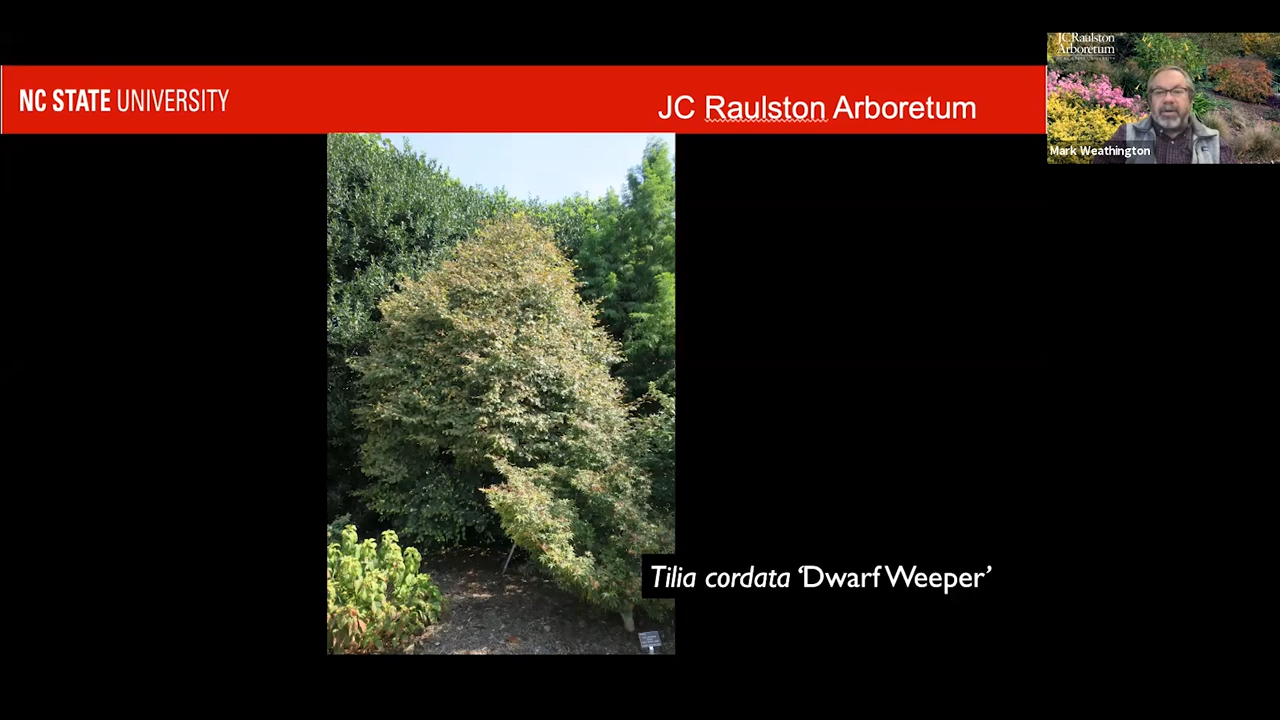 NC STATE UNIVERSITY
JC Raulston Arboretum
JC Raulston
Arboretum
Mark Weathington
Tilia cordata ‘Dwarf Weeper’